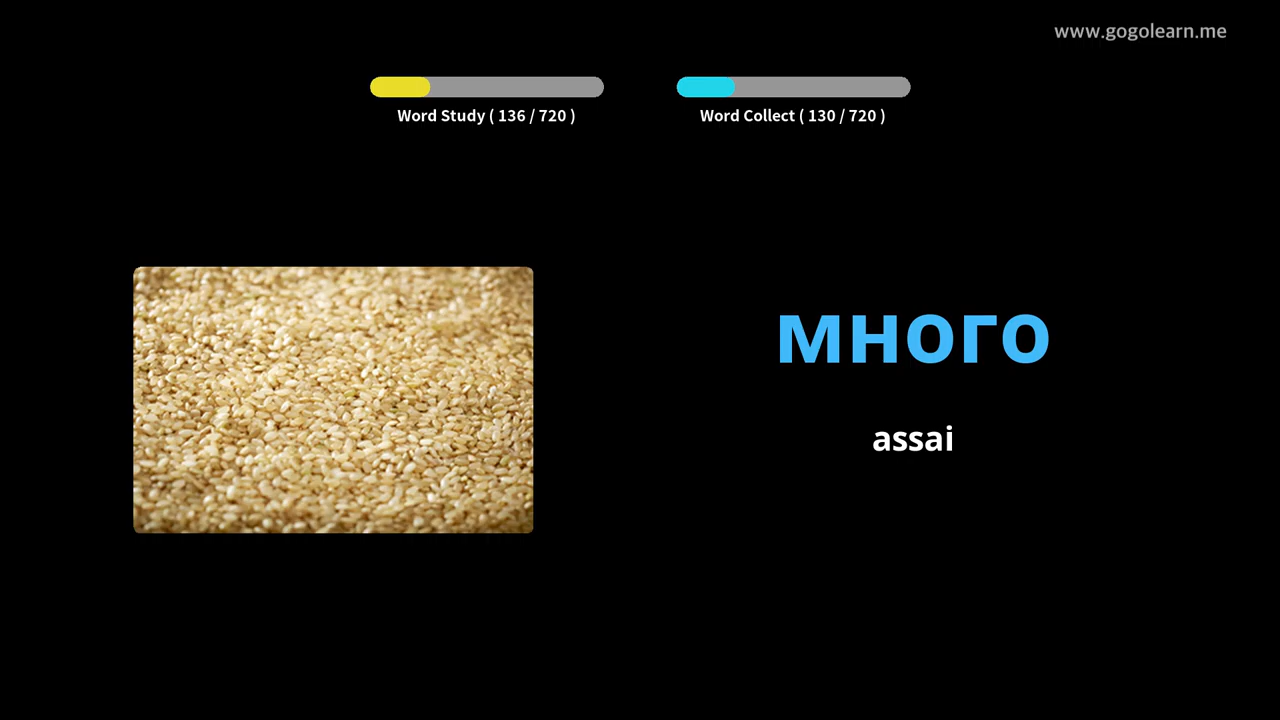 www.gogolearn.me
Word Study ( 136 / 720 )
Word Collect ( 130 / 720 )
много
assai